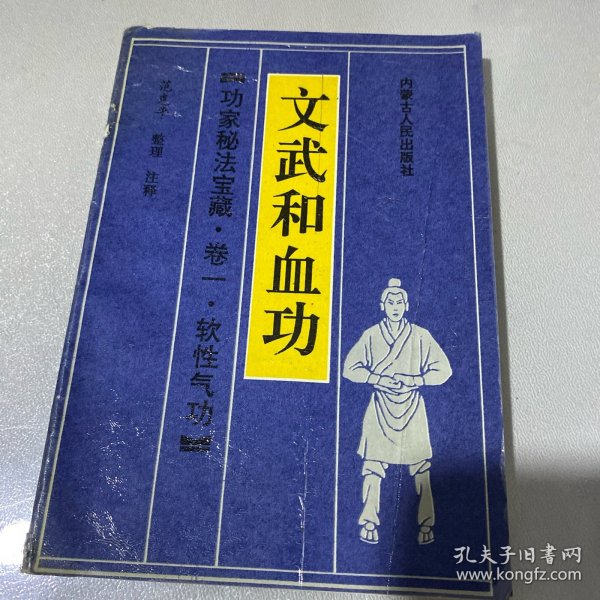 内蒙古人民出版社
文武和血功
【功家秘法宝藏·卷一·软性气功】
整理 注释
孔夫子旧书网
www.kongfz.com